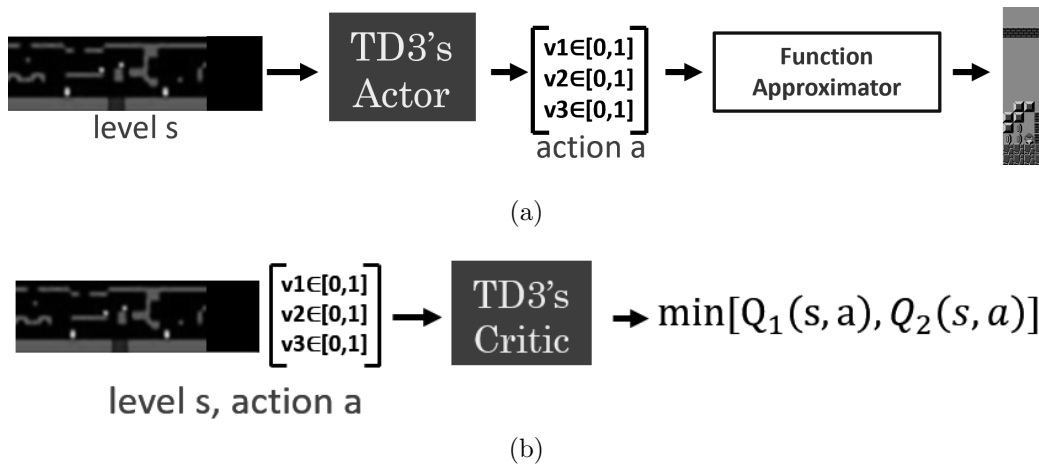 level s
TD3's
Actor
v1∈[0,1]
v2∈[0,1]
v3∈[0,1]
action a
Function
Approximator
(a)
v1∈[0,1]
v2∈[0,1]
v3∈[0,1]
level s, action a
TD3's
Critic
min[Q₁(s,a),Q₂(s,a)]
(b)